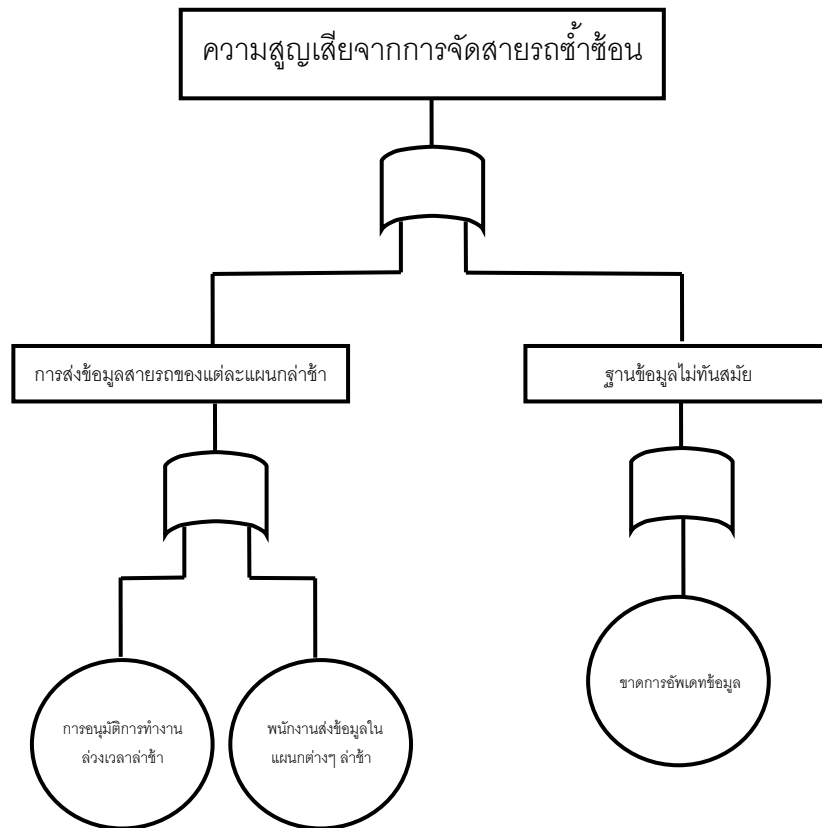 ความสูญเสียจากการจัดสายรถซ้ำซ้อน
การส่งข้อมูลสายรถของแต่ละแผนกล่าช้า
ฐานข้อมูลไม่ทันสมัย
การอนุมัติการทำงาน
ล่วงเวลาล่าช้า
พนักงานส่งข้อมูลใน
แผนกต่างๆ ล่าช้า
ขาดการอัพเดทข้อมูล